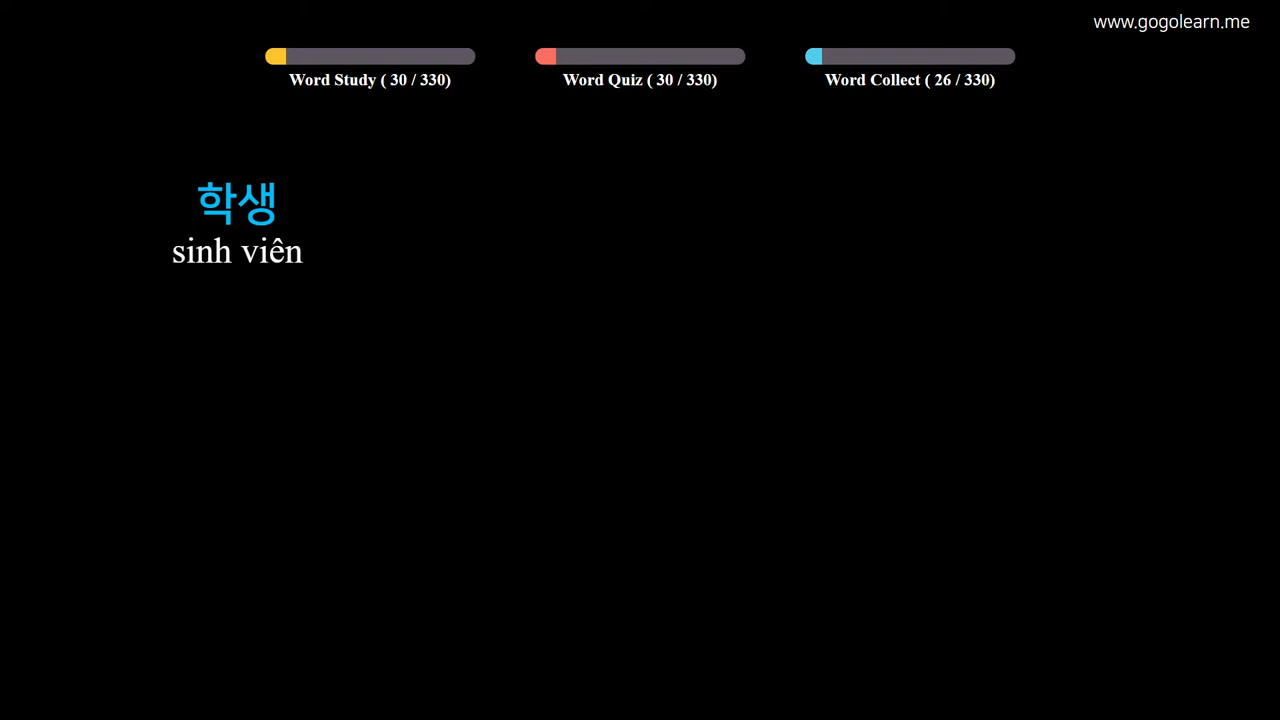 www.gogolearn.me
Word Study ( 30 / 330)
Word Quiz ( 30 / 330)
Word Collect ( 26 / 330)
학생
sinh viên